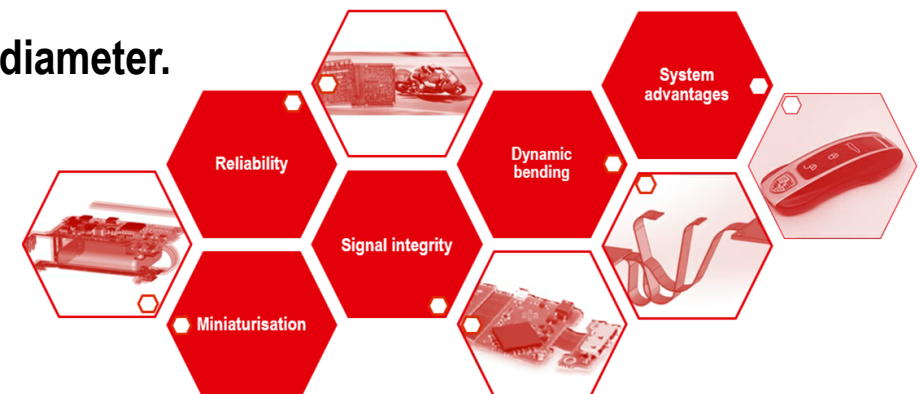 diameter.
System
advantages
Reliability
Dynamic
bending
Signal integrity
Miniaturisation